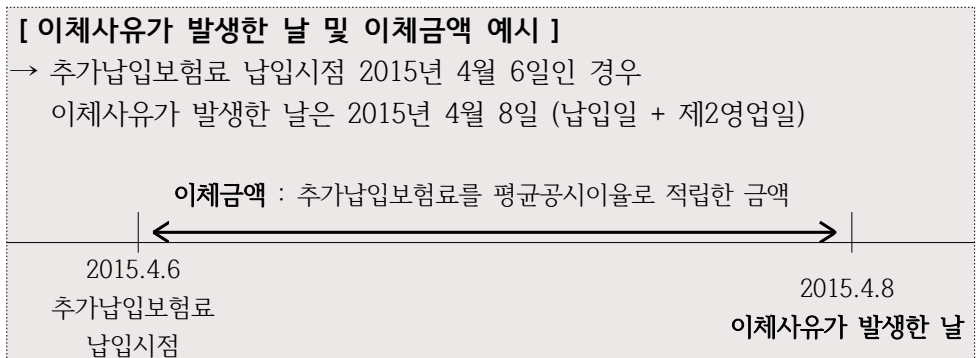 [ 이체사유가 발생한 날 및 이체금액 예시 ]
→ 추가납입보험료 납입시점 2015년 4월 6일인 경우
이체사유가 발생한 날은 2015년 4월 8일 (납입일 + 제2영업일)
이체금액 : 추가납입보험료를 평균공시이율로 적립한 금액
2015.4.6
추가납입보험료
납입시점
2015.4.8
이체사유가 발생한 날